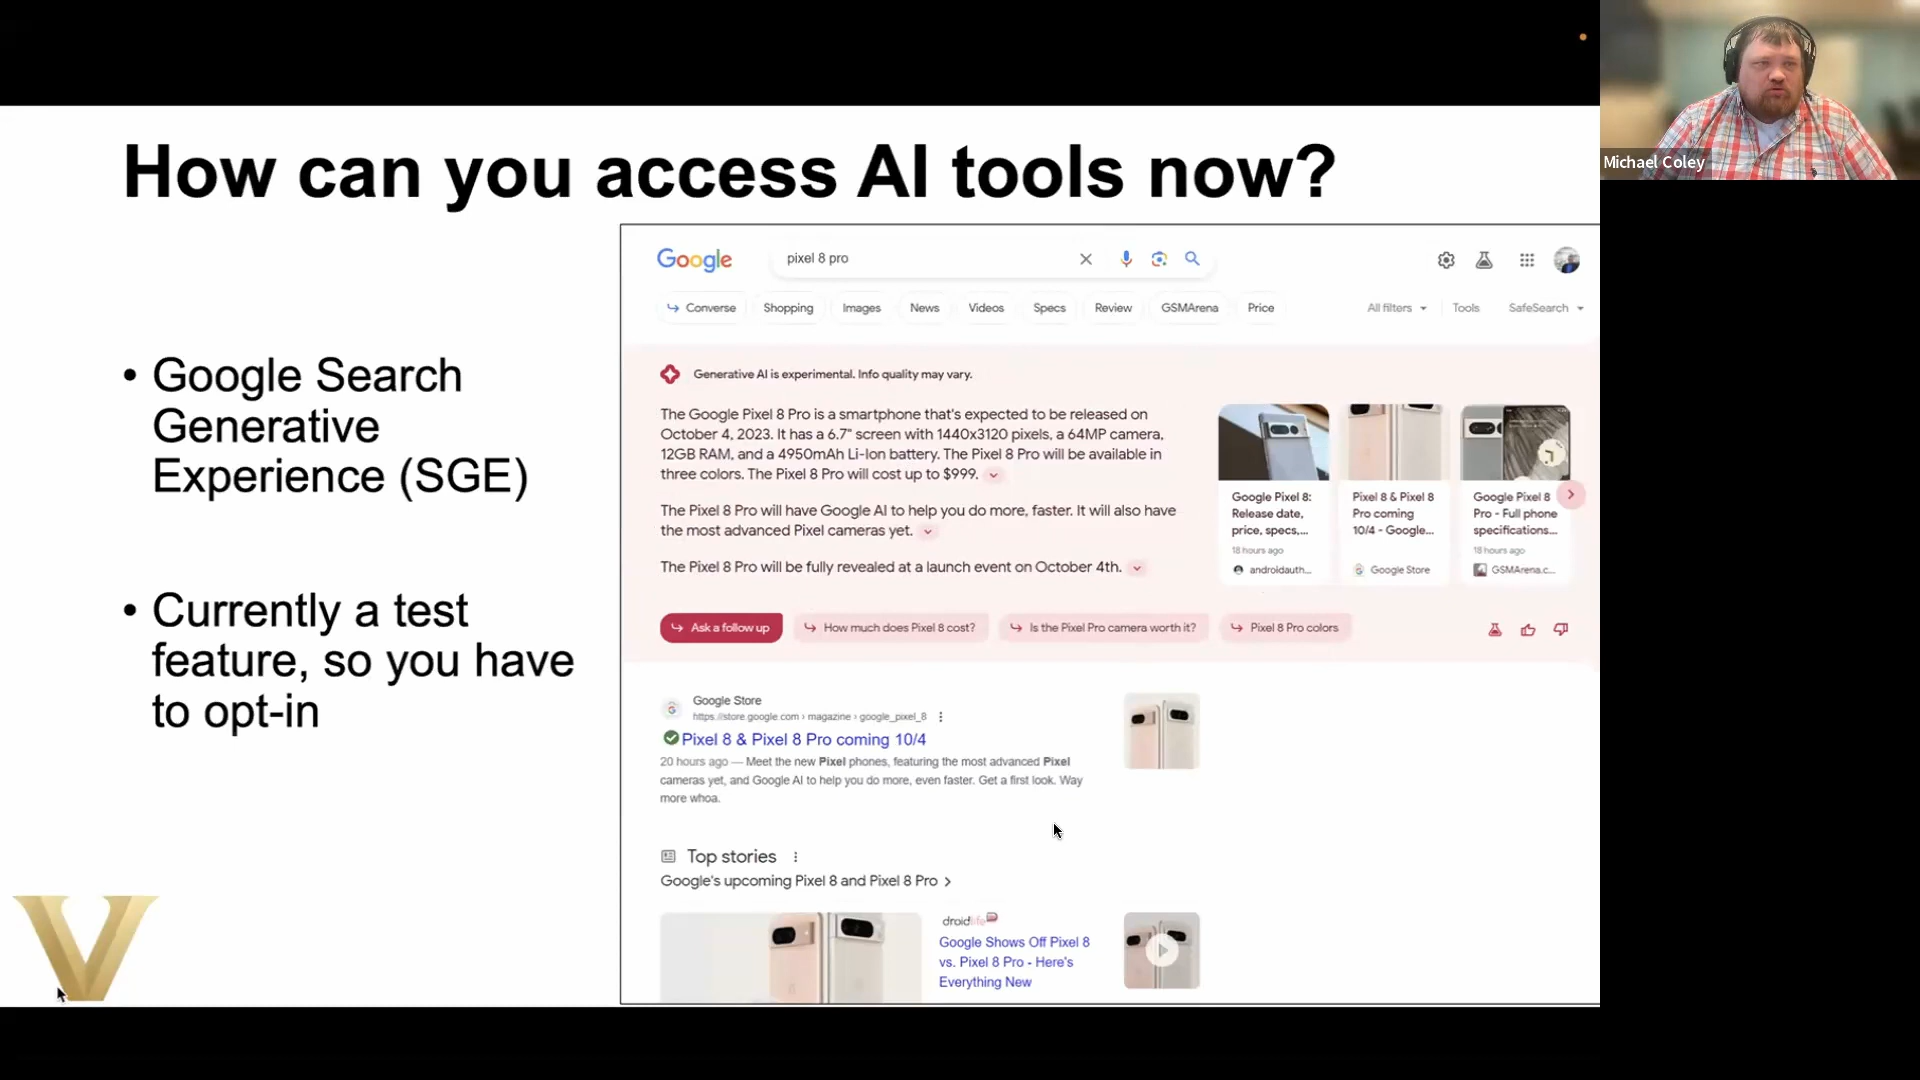 How can you access AI tools now?
Michael Coley
• Google Search
Generative
Experience (SGE)
• Currently a test
feature, so you have
to opt-in
Google
pixel 8 pro
Converse
Shopping
Images
News
Videos
Specs
Review
GSMArena
Price
All filters
Tools
SafeSearch
Generative AI is experimental. Info quality may vary.
The Google Pixel 8 Pro is a smartphone that's expected to be released on
October 4, 2023. It has a 6.7" screen with 1440x3120 pixels, a 64MP camera,
12GB RAM, and a 4950mAh Li-Ion battery. The Pixel 8 Pro will be available in
three colors. The Pixel 8 Pro will cost up to $999.
The Pixel 8 Pro will have Google AI to help you do more, faster. It will also have
the most advanced Pixel cameras yet.
The Pixel 8 Pro will be fully revealed at a launch event on October 4th.
Google Pixel 8:
Release date,
price, specs,...
18 hours ago
androidauth...
Pixel 8 & Pixel 8
Pro coming
10/4 - Google...
Google Store
Google Pixel 8
Pro - Full phone
specifications...
18 hours ago
GSMArena.c...
Ask a follow up
How much does Pixel 8 cost?
Is the Pixel Pro camera worth it?
Pixel 8 Pro colors
Google Store
https://store.google.com › magazine › google_pixel_8
Pixel 8 & Pixel 8 Pro coming 10/4
20 hours ago — Meet the new Pixel phones, featuring the most advanced Pixel
cameras yet, and Google AI to help you do more, even faster. Get a first look. Way
more whoa.
Top stories
Google's upcoming Pixel 8 and Pixel 8 Pro
droidlife
Google Shows Off Pixel 8
vs. Pixel 8 Pro - Here's
Everything New
V